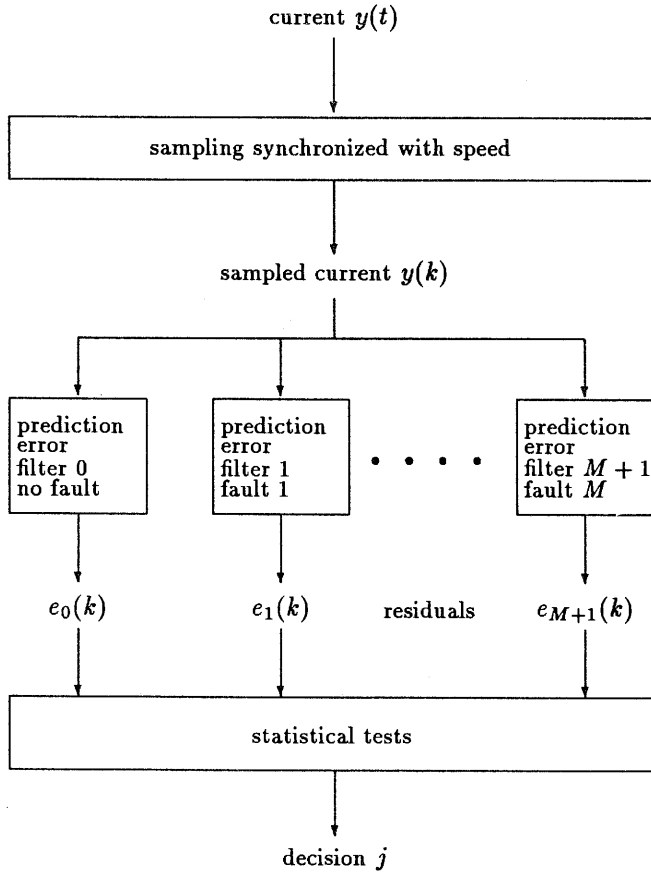 current y(t)
sampling synchronized with speed
sampled current y(k)
prediction
error
filter 0
no fault
prediction
error
filter 1
fault 1
• • • •
prediction
error
filter M + 1
fault M
e₀(k)
e₁(k)
residuals
e_{M+1}(k)
statistical tests
decision j